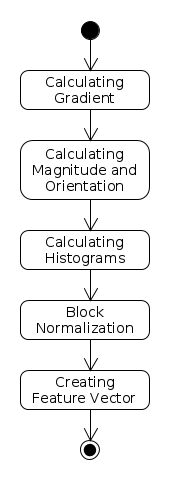 Calculating
Gradient
Calculating
Magnitude and
Orientation
Calculating
Histograms
Block
Normalization
Creating
Feature Vector